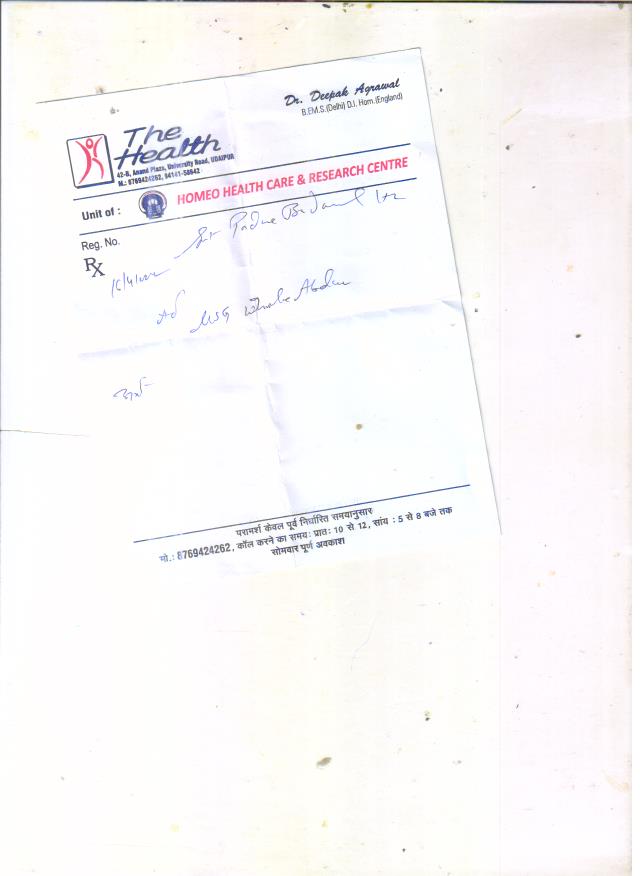 Dr. Deepak Agrawal
B.E.M.S.(Delhi) D.I. Hom.(England)
The
Health
42-B, Anand Plaza, University Road, UDAIPUR
M.: 8769424262, 94141-58642
Unit of :
HOMEO HEALTH CARE & RESEARCH CENTRE
Reg. No.
Rx
Ad
USG Whole Abdomen
परामर्श केवल पूर्व निर्धारित समयानुसार
मो.: 8769424262, कॉल करने का समय: प्रातः 10 से 12, सांय : 5 से 8 बजे तक
सोमवार पूर्ण अवकाश